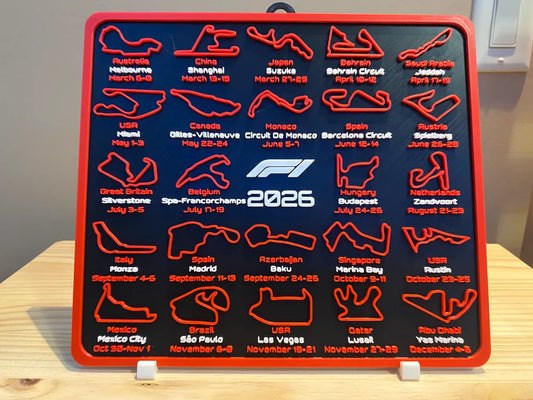 Australia
Melbourne
March 6-8
China
Shanghai
March 13-15
Japan
Suzuka
March 27-29
Bahrain
Bahrain Circuit
April 10-12
Saudi Arabia
Jeddah
April 17-19
USA
Miami
May 1-3
Canada
Gilles-Villeneuve
May 22-24
Monaco
Circuit De Monaco
June 5-7
Spain
Barcelona Circuit
June 12-14
Austria
Spielberg
June 26-28
Great Britain
Silverstone
July 3-5
Belgium
Spa-Francorchamps
July 17-19
F1
2026
Hungary
Budapest
July 24-26
Netherlands
Zandvoort
August 21-23
Italy
Monza
September 4-6
Spain
Madrid
September 11-13
Azerbaijan
Baku
September 24-26
Singapore
Marina Bay
October 9-11
USA
Austin
October 23-25
Mexico
Mexico City
Oct 30-Nov 1
Brazil
São Paulo
November 6-8
USA
Las Vegas
November 19-21
Qatar
Lusail
November 27-29
Abu Dhabi
Yas Marina
December 4-6